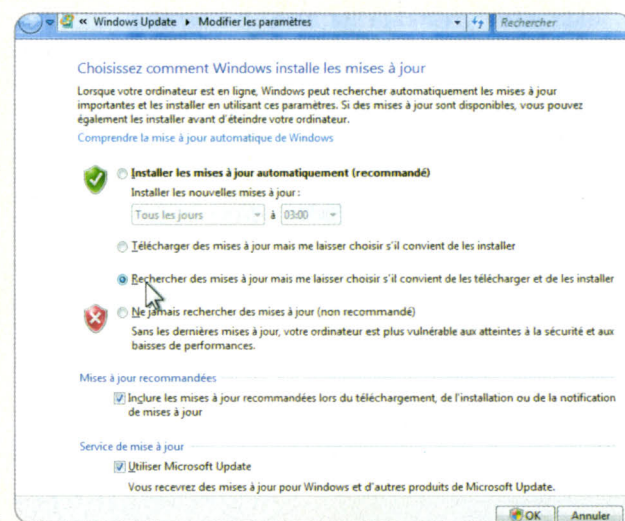 « Windows Update ▸ Modifier les paramètres
Rechercher
Choisissez comment Windows installe les mises à jour
Lorsque votre ordinateur est en ligne, Windows peut rechercher automatiquement les mises à jour
importantes et les installer en utilisant ces paramètres. Si des mises à jour sont disponibles, vous pouvez
également les installer avant d'éteindre votre ordinateur.
Comprendre la mise à jour automatique de Windows
Installer les mises à jour automatiquement (recommandé)
Installer les nouvelles mises à jour :
Tous les jours à 03:00
Télécharger des mises à jour mais me laisser choisir s'il convient de les installer
Rechercher des mises à jour mais me laisser choisir s'il convient de les télécharger et de les installer
Ne jamais rechercher des mises à jour (non recommandé)
Sans les dernières mises à jour, votre ordinateur est plus vulnérable aux atteintes à la sécurité et aux
baisses de performances.
Mises à jour recommandées
Inclure les mises à jour recommandées lors du téléchargement, de l'installation ou de la notification
de mises à jour
Service de mise à jour
Utiliser Microsoft Update
Vous recevrez des mises à jour pour Windows et d'autres produits de Microsoft Update.
OK Annuler